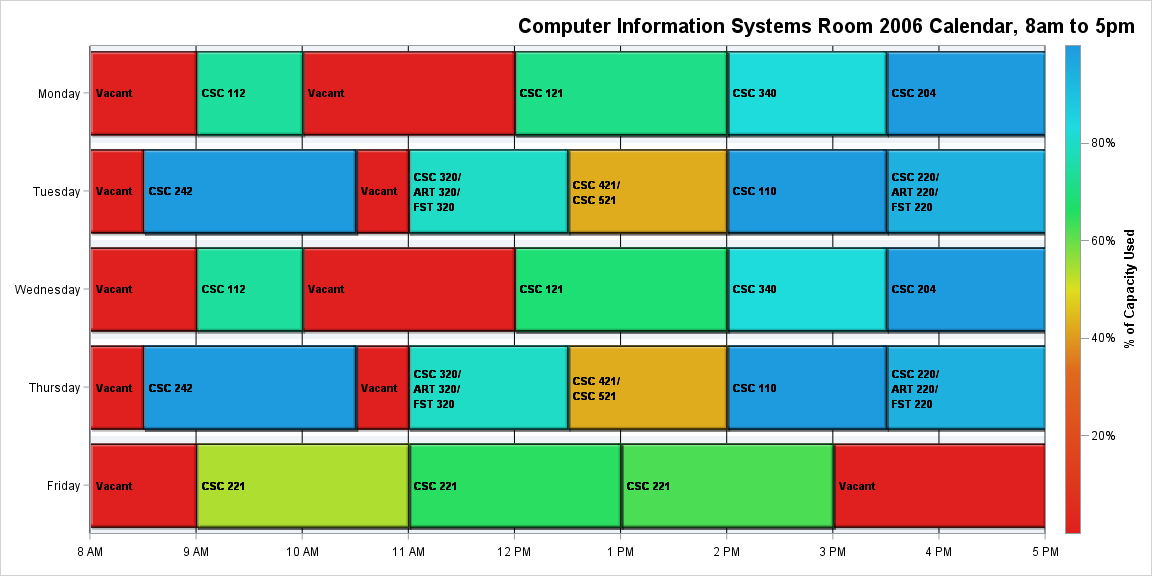 Computer Information Systems Room 2006 Calendar, 8am to 5pm
Monday
Vacant
CSC 112
Vacant
CSC 121
CSC 340
CSC 204
Tuesday
Vacant
CSC 242
Vacant
CSC 320/
ART 320/
FST 320
CSC 421/
CSC 521
CSC 110
CSC 220/
ART 220/
FST 220
Wednesday
Vacant
CSC 112
Vacant
CSC 121
CSC 340
CSC 204
Thursday
Vacant
CSC 242
Vacant
CSC 320/
ART 320/
FST 320
CSC 421/
CSC 521
CSC 110
CSC 220/
ART 220/
FST 220
Friday
Vacant
CSC 221
CSC 221
CSC 221
Vacant
8 AM
9 AM
10 AM
11 AM
12 PM
1 PM
2 PM
3 PM
4 PM
5 PM
80%
60%
40%
20%
% of Capacity Used